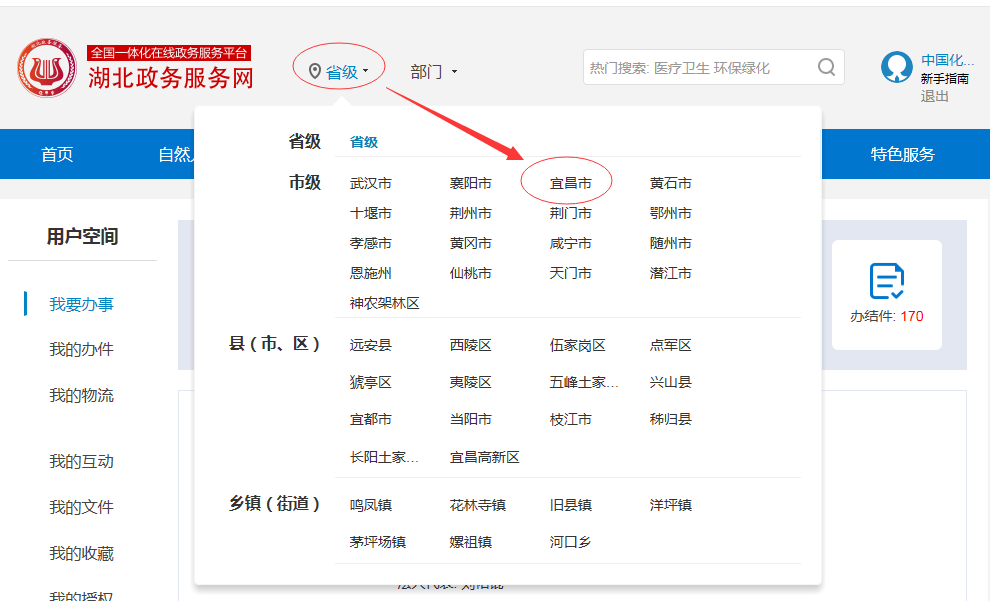 全国一体化在线政务服务平台
湖北政务服务网
省级
部门
热门搜索: 医疗卫生 环保绿化
中国化...
新手指南
退出
首页
自然人
特色服务
用户空间
我要办事
我的办件
我的物流
我的互动
我的文件
我的收藏
我的授权
省级 省级
市级 武汉市 襄阳市 宜昌市 黄石市
十堰市 荆州市 荆门市 鄂州市
孝感市 黄冈市 咸宁市 随州市
恩施州 仙桃市 天门市 潜江市
神农架林区
县（市、区） 远安县 西陵区 伍家岗区 点军区
猇亭区 夷陵区 五峰土家... 兴山县
宜都市 当阳市 枝江市 秭归县
长阳土家... 宜昌高新区
乡镇（街道） 鸣凤镇 花林寺镇 旧县镇 洋坪镇
茅坪场镇 嫘祖镇 河口乡
办结件: 170